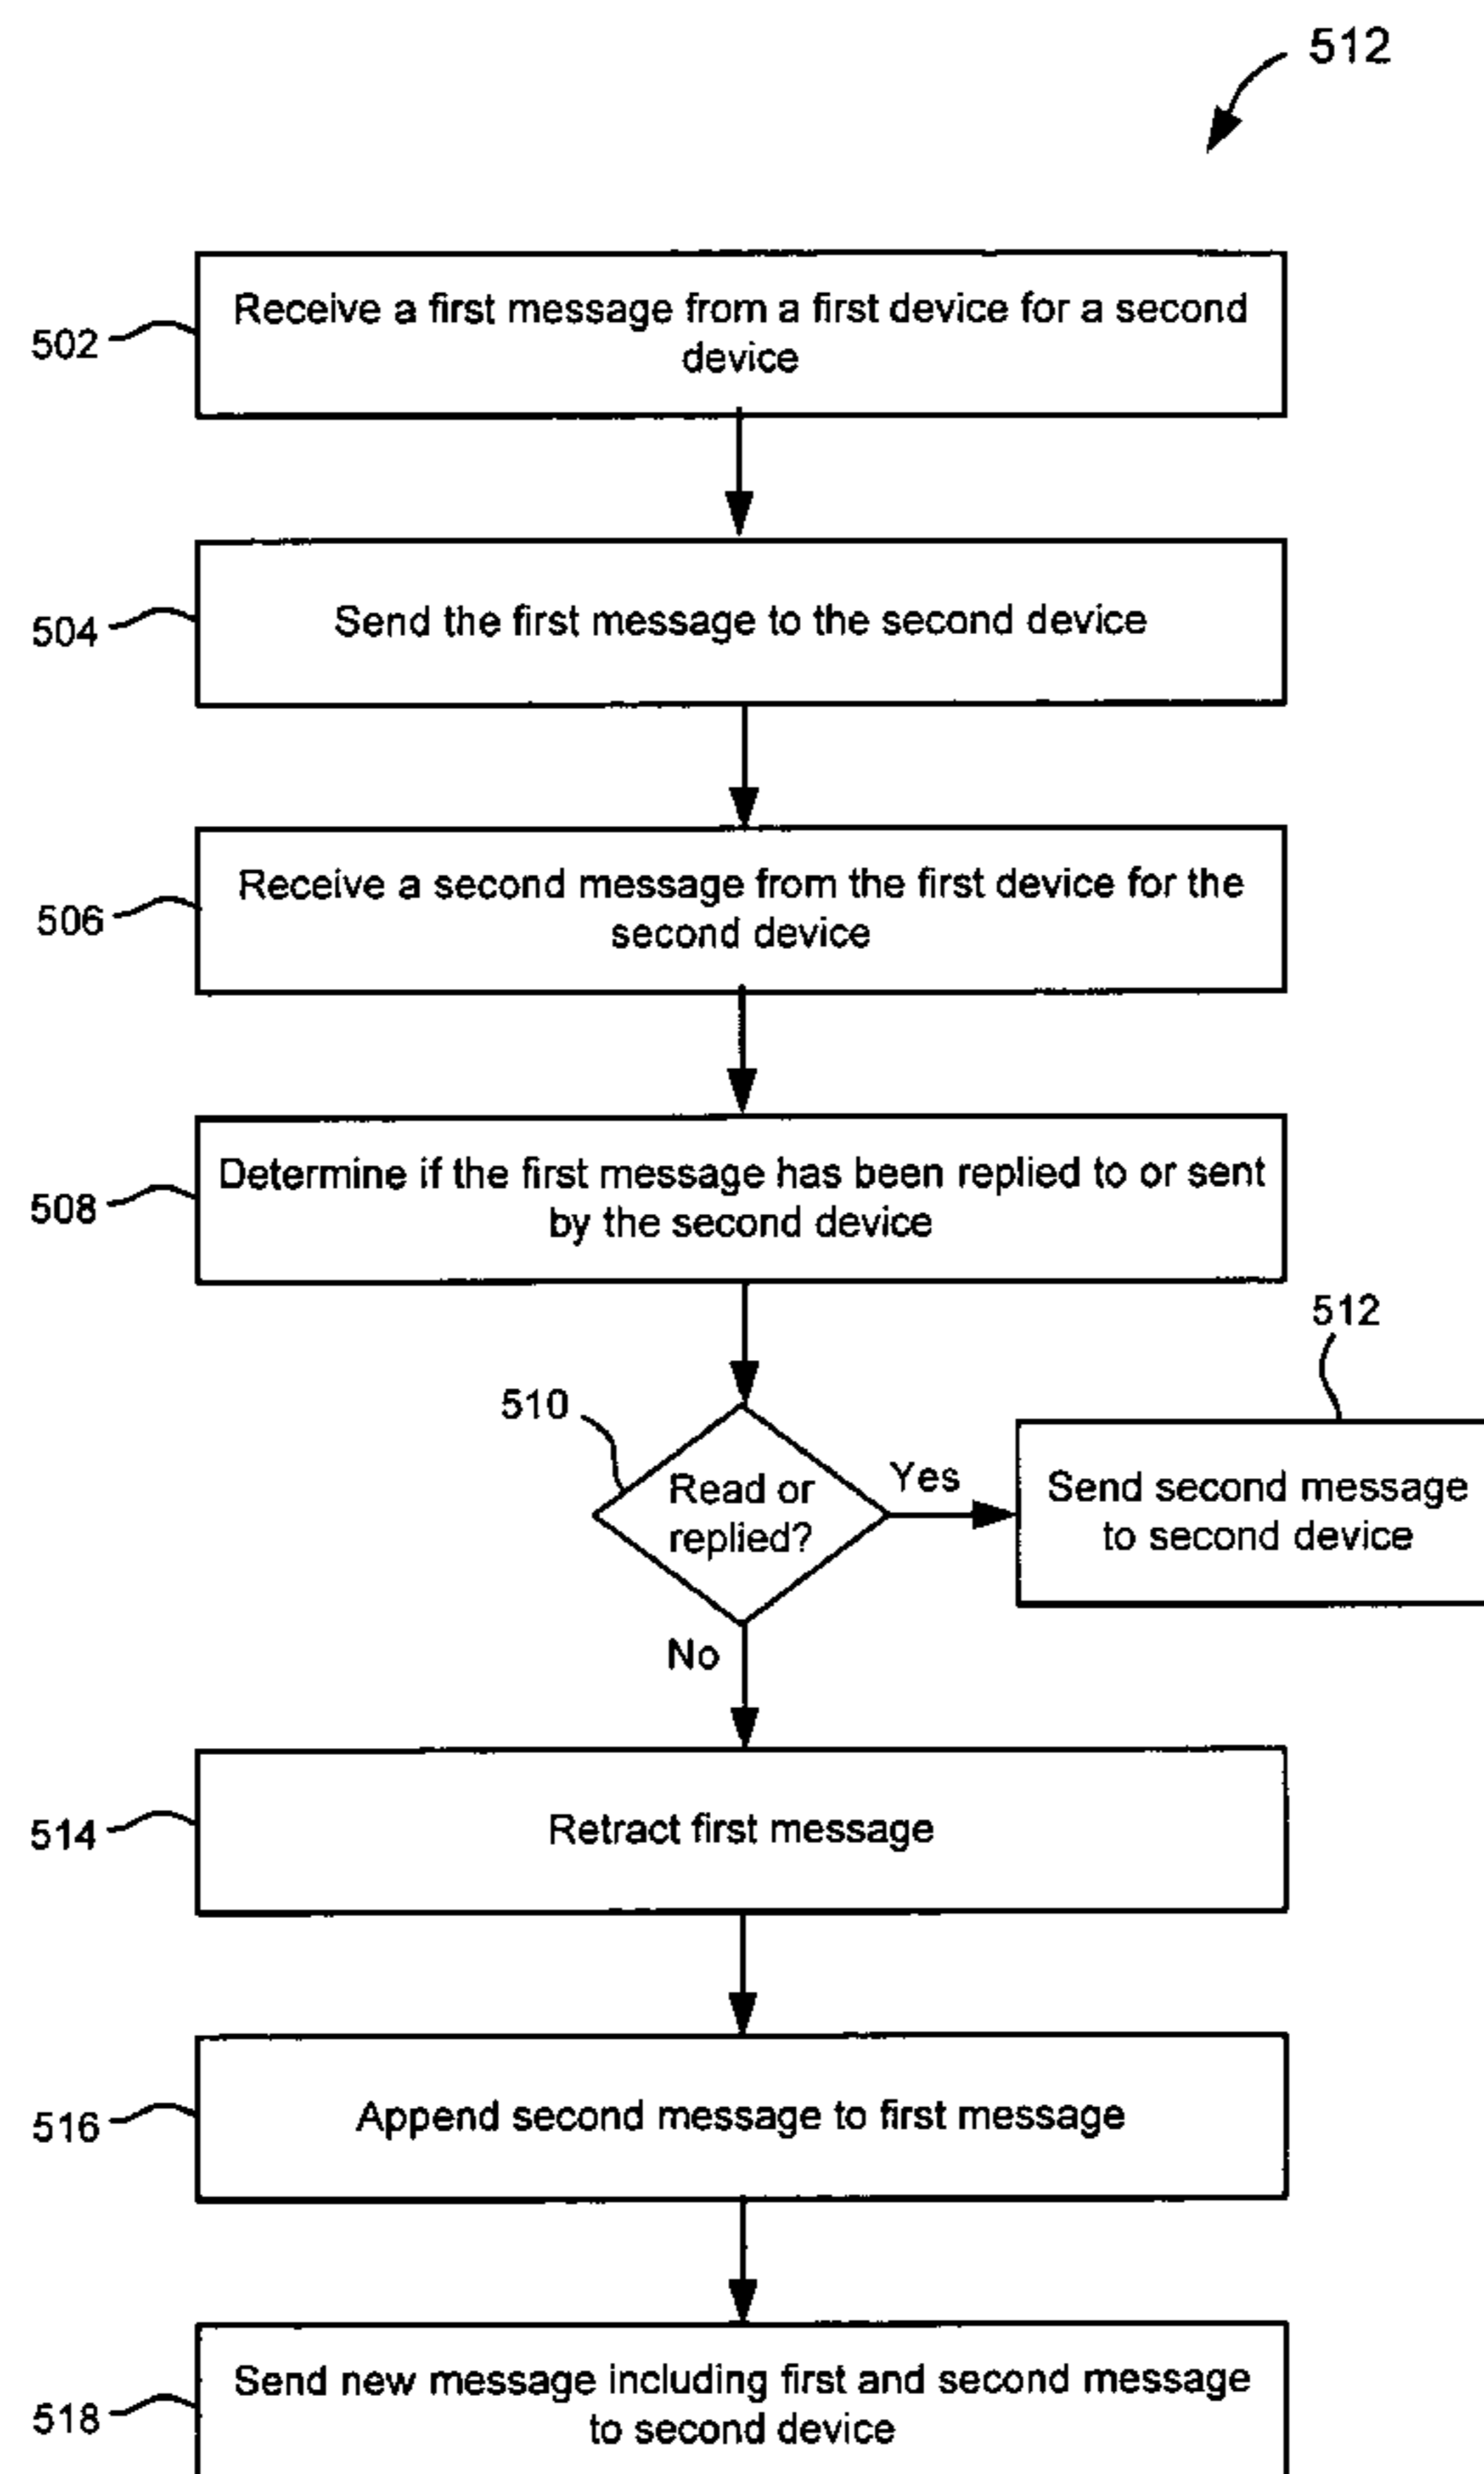 512
Receive a first message from a first device for a second
device
502
Send the first message to the second device
504
Receive a second message from the first device for the
second device
506
Determine if the first message has been replied to or sent
by the second device
508
512
510
Read or
replied?
Yes
Send second message
to second device
No
Retract first message
514
Append second message to first message
516
Send new message including first and second message
to second device
518